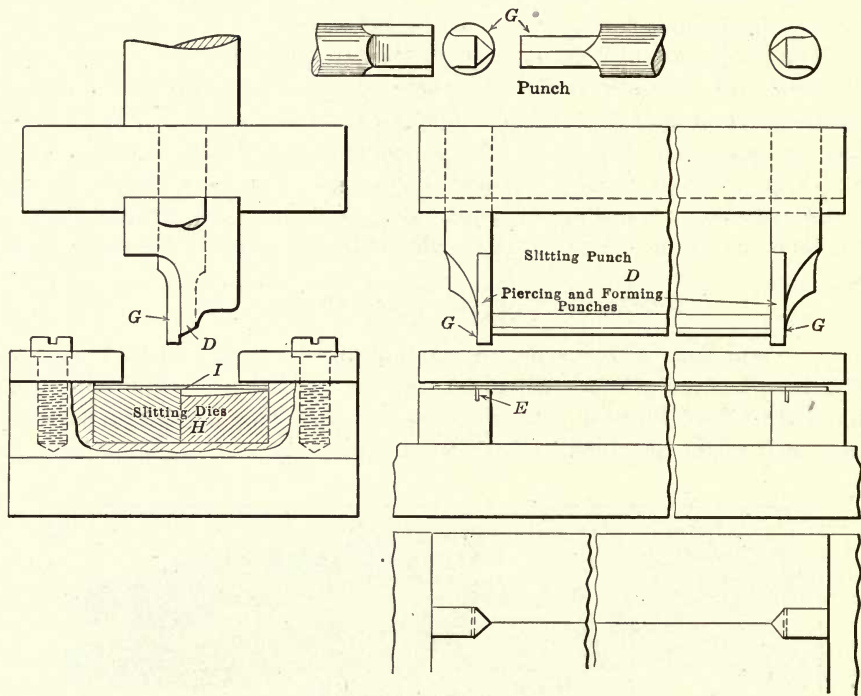 G
Punch
Slitting Punch
D
Piercing and Forming
Punches
G
D
G
G
I
Slitting Dies
H
E